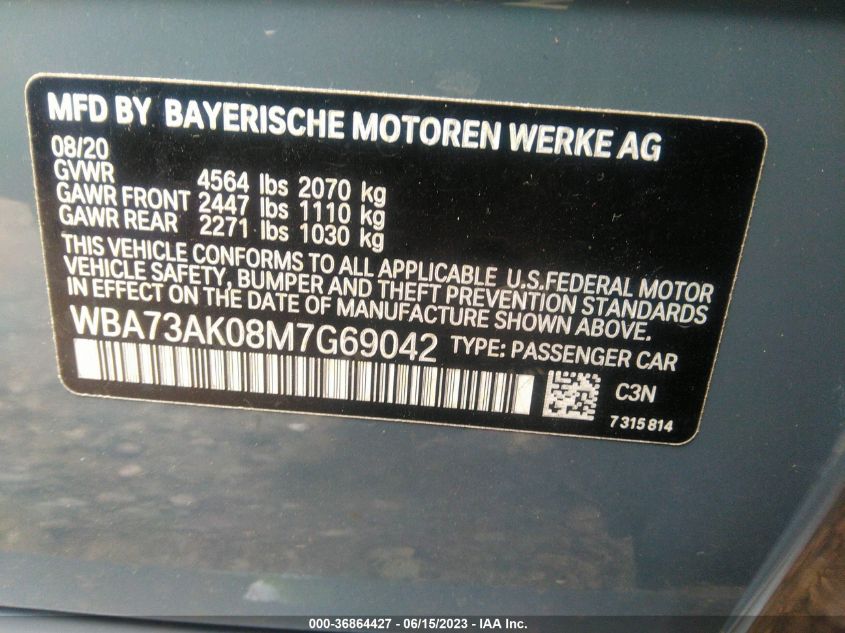 MFD BY BAYERISCHE MOTOREN WERKE AG
08/20
GVWR 4564 lbs 2070 kg
GAWR FRONT 2447 lbs 1110 kg
GAWR REAR 2271 lbs 1030 kg
THIS VEHICLE CONFORMS TO ALL APPLICABLE U.S.FEDERAL MOTOR
VEHICLE SAFETY, BUMPER AND THEFT PREVENTION STANDARDS
IN EFFECT ON THE DATE OF MANUFACTURE SHOWN ABOVE.
WBA73AK08M7G69042 TYPE: PASSENGER CAR
C3N
7315814
000-36864427 - 06/15/2023 - IAA Inc.